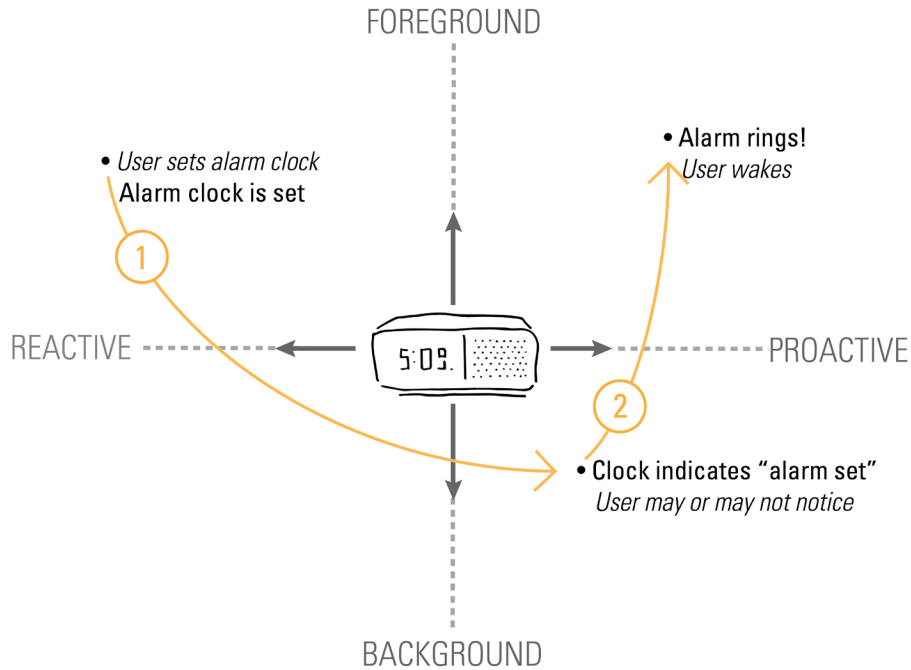 FOREGROUND
• User sets alarm clock
Alarm clock is set
• Alarm rings!
User wakes
1
REACTIVE
5:09.
PROACTIVE
2
• Clock indicates “alarm set”
User may or may not notice
BACKGROUND